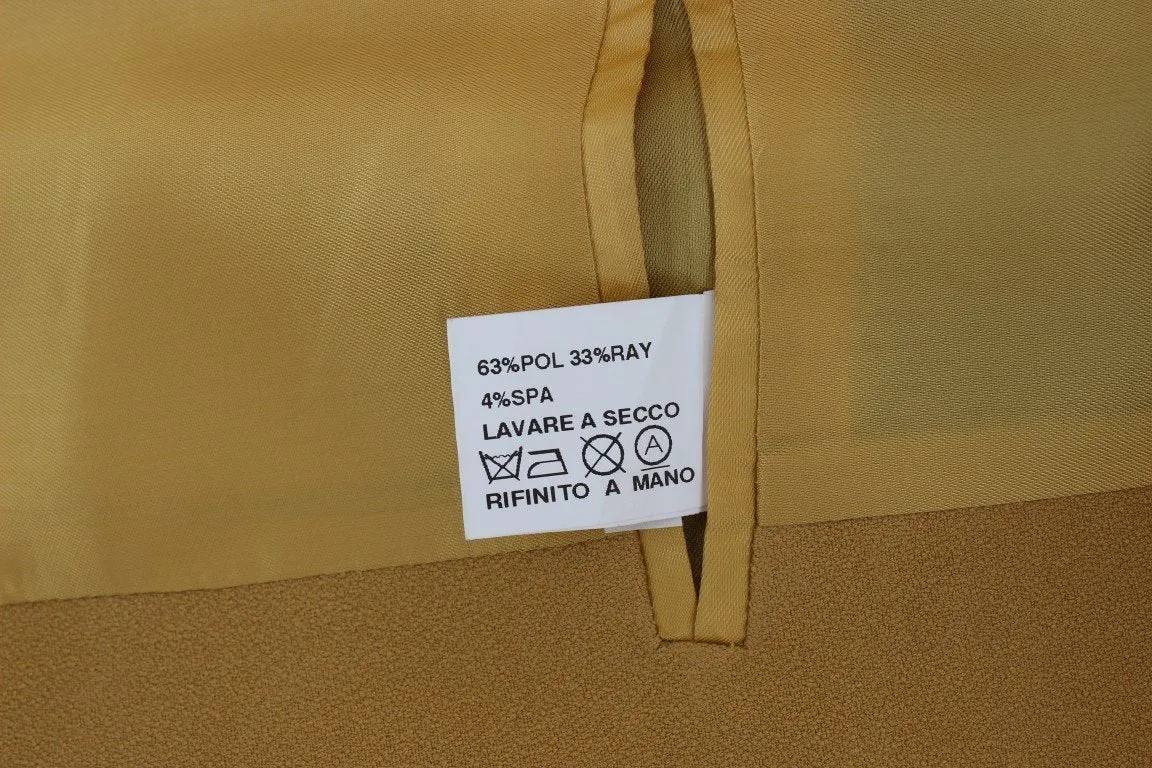 63%POL 33%RAY
4%SPA
LAVARE A SECCO
A
RIFINITO A MANO